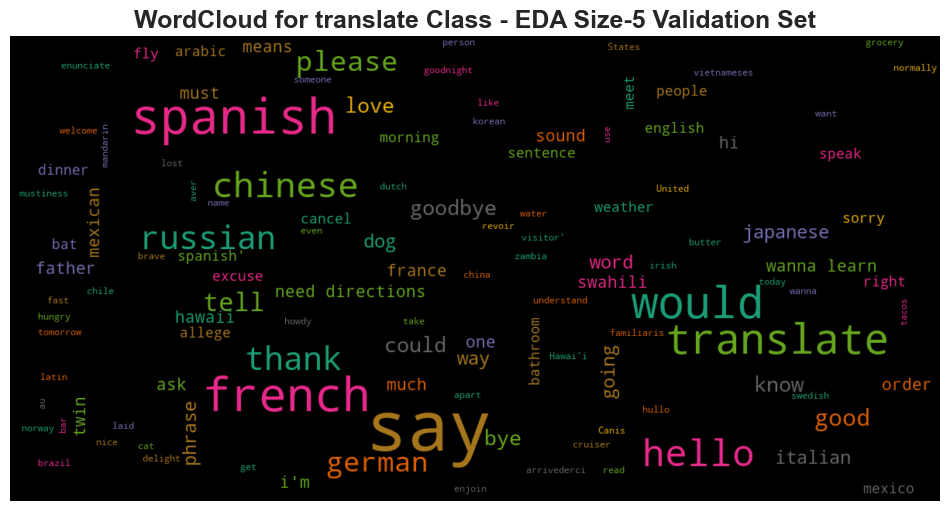 WordCloud for translate Class - EDA Size-5 Validation Set
person
States
grocery
fly
arabic
means
please
enunciate
someone
goodnight
vietnameses
normally
must
love
like
meet
people
spanish
welcome
mandarin
morning
korean
sound
use
english
want
hi
sentence
speak
lost
dinner
chinese
dutch
mustiness
aver
name
United
mexican
goodbye
water
weather
cancel
even
revoir
sorry
bat
russian
dog
visitor'
japanese
brave
spanish'
zambia
butter
father
excuse
france
china
word
irish
wanna learn
chile
swahili
today
right
fast
tell
need directions
understand
would
wanna
tacos
hungry
hawaii
howdy
take
tomorrow
allege
could
one
bathroom
familiaris
translate
thank
way
Hawai'i
going
latin
ask
french
much
know
order
au
twin
apart
swedish
norway
bar
laid
phrase
say
hullo
good
nice
cat
bye
cruiser
Canis
brazil
delight
get
german
arrivederci
read
hello
italian
i'm
enjoin
mexico